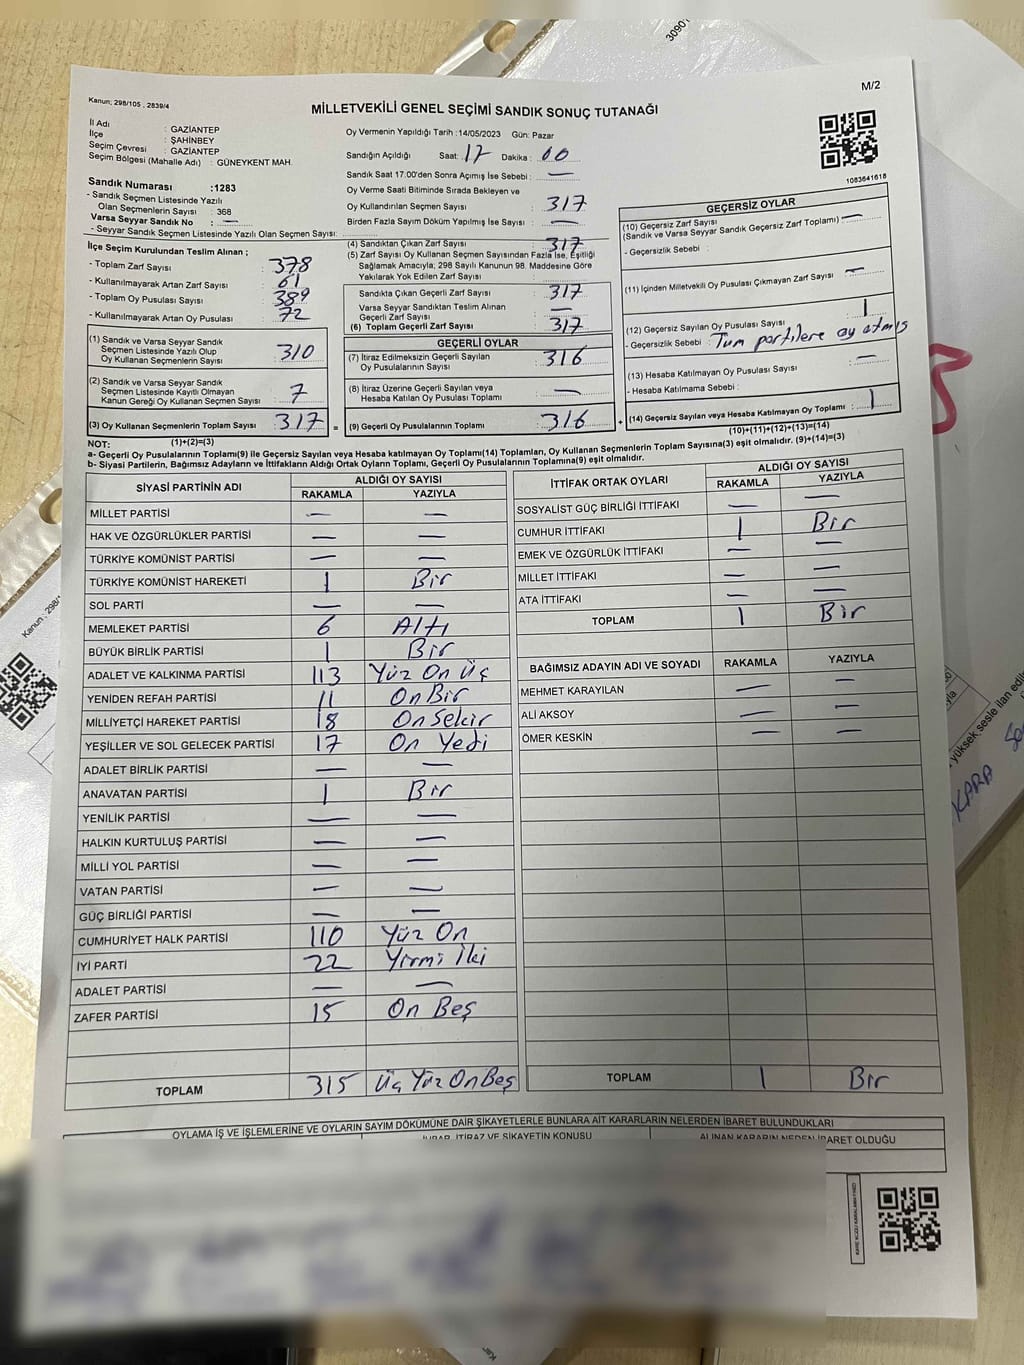 30901
M/2
Kanun; 298/105 , 2839/4
MİLLETVEKİLİ GENEL SEÇİMİ SANDIK SONUÇ TUTANAĞI
İl Adı : GAZİANTEP
İlçe : ŞAHİNBEY
Seçim Çevresi : GAZİANTEP
Seçim Bölgesi (Mahalle Adı) : GÜNEYKENT MAH.
Sandık Numarası :1283
- Sandık Seçmen Listesinde Yazılı
Olan Seçmenlerin Sayısı : 368
Varsa Seyyar Sandık No : —
- Seyyar Sandık Seçmen Listesinde Yazılı Olan Seçmen Sayısı:
Oy Vermenin Yapıldığı Tarih :14/05/2023 Gün: Pazar
Sandığın Açıldığı Saat: 17 Dakika : 00
Sandık Saat 17:00'den Sonra Açımış İse Sebebi : —
Oy Verme Saati Bitiminde Sırada Bekleyen ve
Oy Kullandırılan Seçmen Sayısı : 317
Birden Fazla Sayım Döküm Yapılmış İse Sayısı : —
1083641618
İlçe Seçim Kurulundan Teslim Alınan ;
- Toplam Zarf Sayısı : 378
- Kullanılmayarak Artan Zarf Sayısı : 61
- Toplam Oy Pusulası Sayısı : 389
- Kullanılmayarak Artan Oy Pusulası : 72
(1) Sandık ve Varsa Seyyar Sandık
Seçmen Listesinde Yazılı Olup
Oy Kullanan Seçmenlerin Sayısı : 310
(2) Sandık ve Varsa Seyyar Sandık
Seçmen Listesinde Kayıtlı Olmayan
Kanun Gereği Oy Kullanan Seçmen Sayısı : 7
(3) Oy Kullanan Seçmenlerin Toplam Sayısı : 317 =
(4) Sandıktan Çıkan Zarf Sayısı : 317
(5) Zarf Sayısı Oy Kullanan Seçmen Sayısından Fazla İse, Eşitliği
Sağlamak Amacıyla; 298 Sayılı Kanunun 98. Maddesine Göre
Yakılarak Yok Edilen Zarf Sayısı :
Sandıkta Çıkan Geçerli Zarf Sayısı : 317
Varsa Seyyar Sandıktan Teslim Alınan
Geçerli Zarf Sayısı : —
(6) Toplam Geçerli Zarf Sayısı : 317
GEÇERLİ OYLAR
(7) İtiraz Edilmeksizin Geçerli Sayılan
Oy Pusulalarının Sayısı : 316
(8) İtiraz Üzerine Geçerli Sayılan veya
Hesaba Katılan Oy Pusulası Toplamı : —
(9) Geçerli Oy Pusulalarının Toplamı : 316 +
GEÇERSİZ OYLAR
(10) Geçersiz Zarf Sayısı
(Sandık ve Varsa Seyyar Sandık Geçersiz Zarf Toplamı) : —
- Geçersizlik Sebebi :
(11) İçinden Milletvekili Oy Pusulası Çıkmayan Zarf Sayısı : —
(12) Geçersiz Sayılan Oy Pusulası Sayısı : 1
- Geçersizlik Sebebi : Tüm partilere oy atmış
(13) Hesaba Katılmayan Oy Pusulası Sayısı : —
- Hesaba Katılmama Sebebi :
(14) Geçersiz Sayılan veya Hesaba Katılmayan Oy Toplamı : 1
NOT: (1)+(2)=(3) (10)+(11)+(12)+(13)=(14)
a- Geçerli Oy Pusulasının Toplamı(9) ile Geçersiz Sayılan veya Hesaba katılmayan Oy Toplamı(14) Toplamları, Oy Kullanan Seçmenlerin Toplam Sayısına(3) eşit olmalıdır. (9)+(14)=(3)
b- Siyasi Partilerin, Bağımsız Adayların ve İttifakların Aldığı Ortak Oyların Toplamı, Geçerli Oy Pusulalarının Toplamına(9) eşit olmalıdır.
SİYASİ PARTİNİN ADI ALDIĞI OY SAYISI
RAKAMLA YAZIYLA
MİLLET PARTİSİ — —
HAK VE ÖZGÜRLÜKLER PARTİSİ — —
TÜRKİYE KOMÜNİST PARTİSİ — —
TÜRKİYE KOMÜNİST HAREKETİ 1 Bir
SOL PARTİ — —
MEMLEKET PARTİSİ 6 Altı
BÜYÜK BİRLİK PARTİSİ 1 Bir
ADALET VE KALKINMA PARTİSİ 113 Yüz On Üç
YENİDEN REFAH PARTİSİ 11 On Bir
MİLLİYETÇİ HAREKET PARTİSİ 18 On Sekiz
YEŞİLLER VE SOL GELECEK PARTİSİ 17 On Yedi
ADALET BİRLİK PARTİSİ — —
ANAVATAN PARTİSİ 1 Bir
YENİLİK PARTİSİ — —
HALKIN KURTULUŞ PARTİSİ — —
MİLLİ YOL PARTİSİ — —
VATAN PARTİSİ — —
GÜÇ BİRLİĞİ PARTİSİ — —
CUMHURİYET HALK PARTİSİ 110 Yüz On
İYİ PARTİ 22 Yirmi İki
ADALET PARTİSİ — —
ZAFER PARTİSİ 15 On Beş
TOPLAM 315 Üç Yüz On Beş
İTTİFAK ORTAK OYLARI ALDIĞI OY SAYISI
RAKAMLA YAZIYLA
SOSYALİST GÜÇ BİRLİĞİ İTTİFAKI — —
CUMHUR İTTİFAKI 1 Bir
EMEK VE ÖZGÜRLÜK İTTİFAKI — —
MİLLET İTTİFAKI — —
ATA İTTİFAKI — —
TOPLAM 1 Bir
BAĞIMSIZ ADAYIN ADI VE SOYADI RAKAMLA YAZIYLA
MEHMET KARAYILAN — —
ALİ AKSOY — —
ÖMER KESKİN — —
TOPLAM 1 Bir
OYLAMA İŞ VE İŞLEMLERİNE VE OYLARIN SAYIM DÖKÜMÜNE DAİR ŞİKAYETLERLE BUNLARA AİT KARARLARIN NELERDEN İBARET BULUNDUKLARI
İHBAR, İTİRAZ VE ŞİKAYETİN KONUSU ALINAN KARARIN NEDEN İBARET OLDUĞU
Kanun ; 298/
yüksek sesle ilan edil
KARA